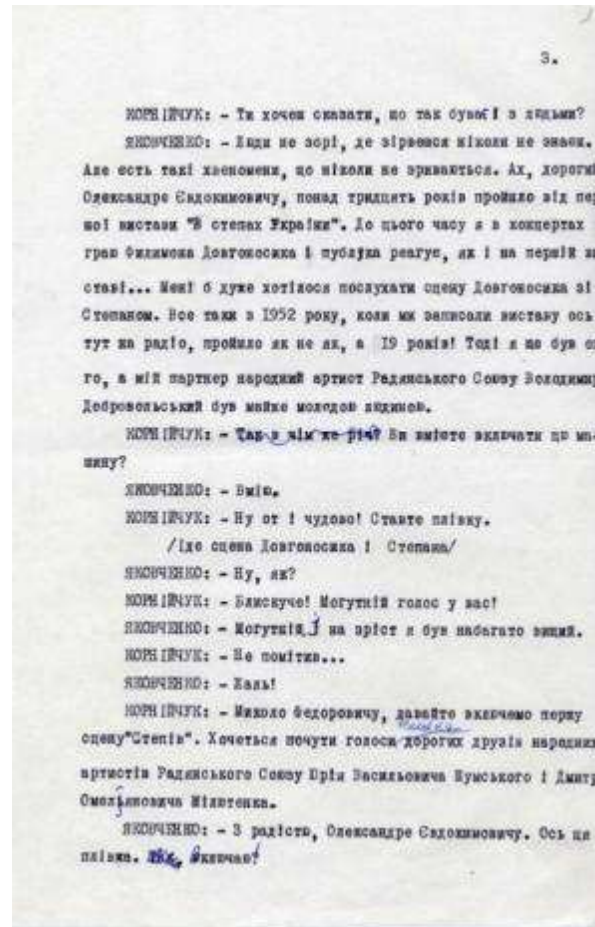 3.
КОРНІЙЧУК: - Ти хочеш сказати, що так буває і з людьми?
ЯКОВЧЕНКО: - Люди не зорі, де зірвешся ніколи не знаєш.
Але есть такі хвеномени, що ніколи не зриваються. Ах, дорогий
Олександре Євдокимовичу, понад тридцять років пройшло від пер
шої вистави "В степах України". До цього часу я в концертах
граю Филимона Довгоносика і публіка реагує, як і на першій ви
ставі... Мені б дуже хотілося послухати сцену Довгоносика зі
Степаном. Все таки з 1952 року, коли ми записали виставу ось
тут на радіо, пройшло як не як, а 19 років! Тоді я ще був
го, а мій партнер народний артист Радянського Союзу Володимир
Добровольський був майже молодою людиною.
КОРНІЙЧУК: - Так в чім же річ? Ви вмієте включати цю ма-
шину?
ЯКОВЧЕНКО: - Вмію.
КОРНІЙЧУК: - Ну от і чудово! Ставте плівку.
/Іде сцена Довгоносика і Степана/
ЯКОВЧЕНКО: - Ну, як?
КОРНІЙЧУК: - Блискуче! Могутній голос у вас!
ЯКОВЧЕНКО: - Могутній. І на зріст я був набагато вищий.
КОРНІЙЧУК: - Не помітив...
ЯКОВЧЕНКО: - Жаль!
КОРНІЙЧУК: - Миколо Федоровичу, давайте включемо першу
сцену "Степів". Хочеться почути голоси дорогих друзів народних
артистів Радянського Союзу Юрія Васильовича Шумського і Дмитр
Омеляновича Мілютенка.
ЯКОВЧЕНКО: - З радістю, Олександре Євдокимовичу. Ось ця
плівка. Включаю!